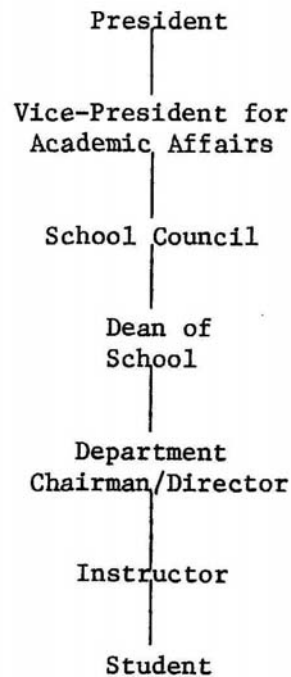 President
Vice-President for
Academic Affairs
School Council
Dean of
School
Department
Chairman/Director
Instructor
Student